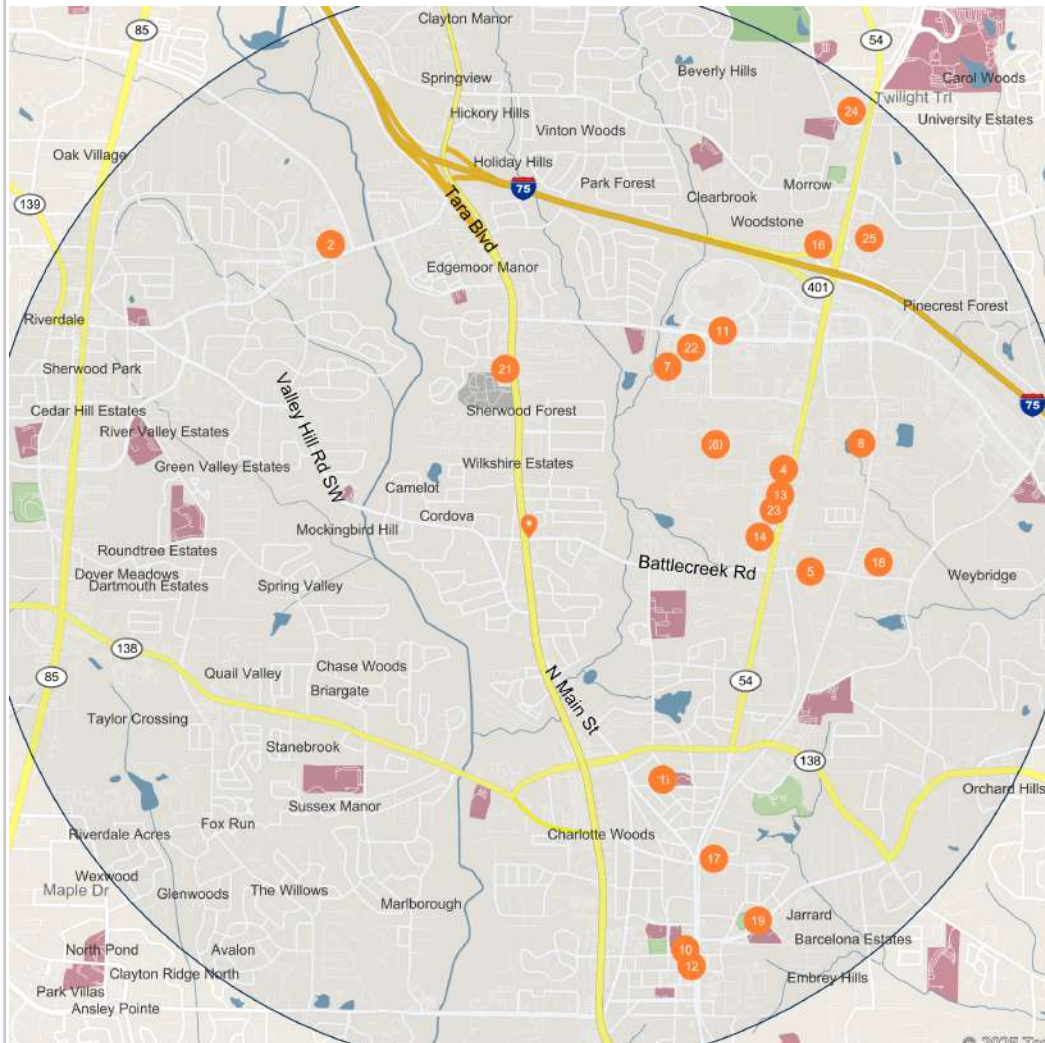 Clayton Manor
85
54
Springview
Beverly Hills
Carol Woods
Twilight Trl
24
University Estates
Hickory Hills
Vinton Woods
Oak Village
Holiday Hills
Park Forest
75
Morrow
Clearbrook
139
Tara Blvd
Woodstone
2
16
25
Edgemoor Manor
401
Pinecrest Forest
Riverdale
11
22
7
21
Sherwood Park
Valley Hill Rd SW
75
Cedar Hill Estates
Sherwood Forest
River Valley Estates
8
Green Valley Estates
Wilkshire Estates
4
Camelot
13
Cordova
23
Mockingbird Hill
14
Roundtree Estates
Battlecreek Rd
18
5
Dover Meadows
Weybridge
Dartmouth Estates
Spring Valley
138
Quail Valley
Chase Woods
85
54
Briargate
N Main St
Taylor Crossing
Stanebrook
138
Orchard Hills
Sussex Manor
Fox Run
Riverdale Acres
Charlotte Woods
17
Wexwood
Maple Dr
Glenwoods
The Willows
Marlborough
Jarrard
19
Barcelona Estates
North Pond
Avalon
10
12
Clayton Ridge North
Embrey Hills
Park Villas
Ansley Pointe